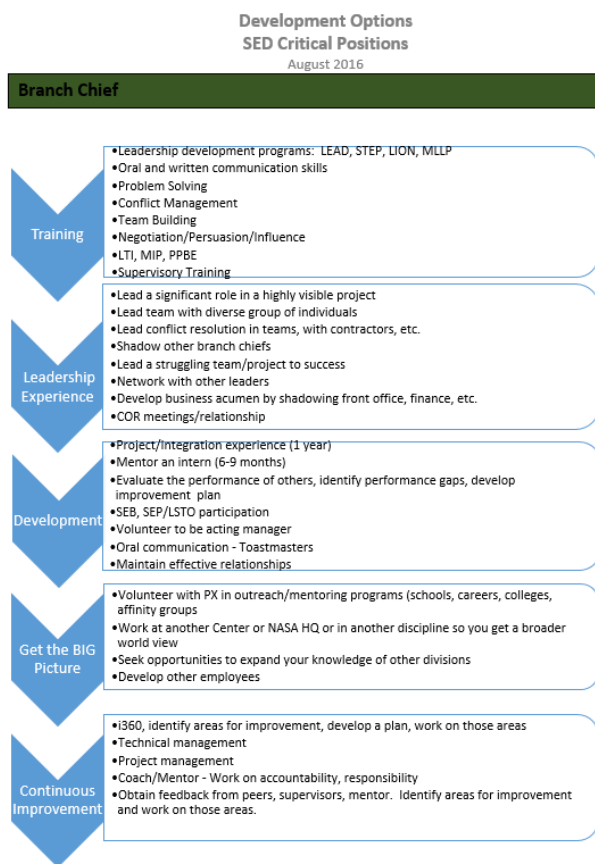 Development Options
SED Critical Positions
August 2016
Branch Chief
Training
•Leadership development programs:  LEAD, STEP, LION, MLLP
•Oral and written communication skills
•Problem Solving
•Conflict Management
•Team Building
•Negotiation/Persuasion/Influence
•LTI, MIP, PPBE
•Supervisory Training
Leadership
Experience
•Lead a significant role in a highly visible project
•Lead team with diverse group of individuals
•Lead conflict resolution in teams, with contractors, etc.
•Shadow other branch chiefs
•Lead a struggling team/project to success
•Network with other leaders
•Develop business acumen by shadowing front office, finance, etc.
•COR meetings/relationship
Development
•Project/Integration experience (1 year)
•Mentor an intern (6-9 months)
•Evaluate the performance of others, identify performance gaps, develop
improvement  plan
•SEB, SEP/LSTO participation
•Volunteer to be acting manager
•Oral communication - Toastmasters
•Maintain effective relationships
Get the BIG
Picture
•Volunteer with PX in outreach/mentoring programs (schools, careers, colleges,
affinity groups
•Work at another Center or NASA HQ or in another discipline so you get a broader
world view
•Seek opportunities to expand your knowledge of other divisions
•Develop other employees
Continuous
Improvement
•i360, identify areas for improvement, develop a plan, work on those areas
•Technical management
•Project management
•Coach/Mentor - Work on accountability, responsibility
•Obtain feedback from peers, supervisors, mentor.  Identify areas for improvement
and work on those areas.